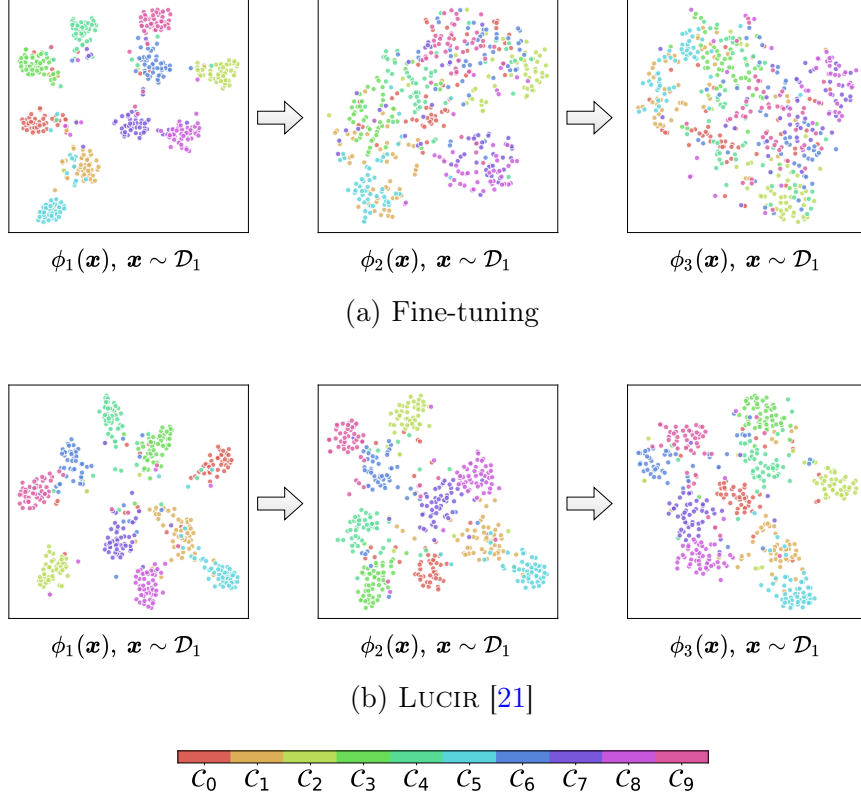 ϕ₁(𝒙), 𝒙 ∼ 𝒟₁ ϕ₂(𝒙), 𝒙 ∼ 𝒟₁ ϕ₃(𝒙), 𝒙 ∼ 𝒟₁
(a) Fine-tuning
ϕ₁(𝒙), 𝒙 ∼ 𝒟₁ ϕ₂(𝒙), 𝒙 ∼ 𝒟₁ ϕ₃(𝒙), 𝒙 ∼ 𝒟₁
(b) LUCIR [21]
𝒞₀ 𝒞₁ 𝒞₂ 𝒞₃ 𝒞₄ 𝒞₅ 𝒞₆ 𝒞₇ 𝒞₈ 𝒞₉